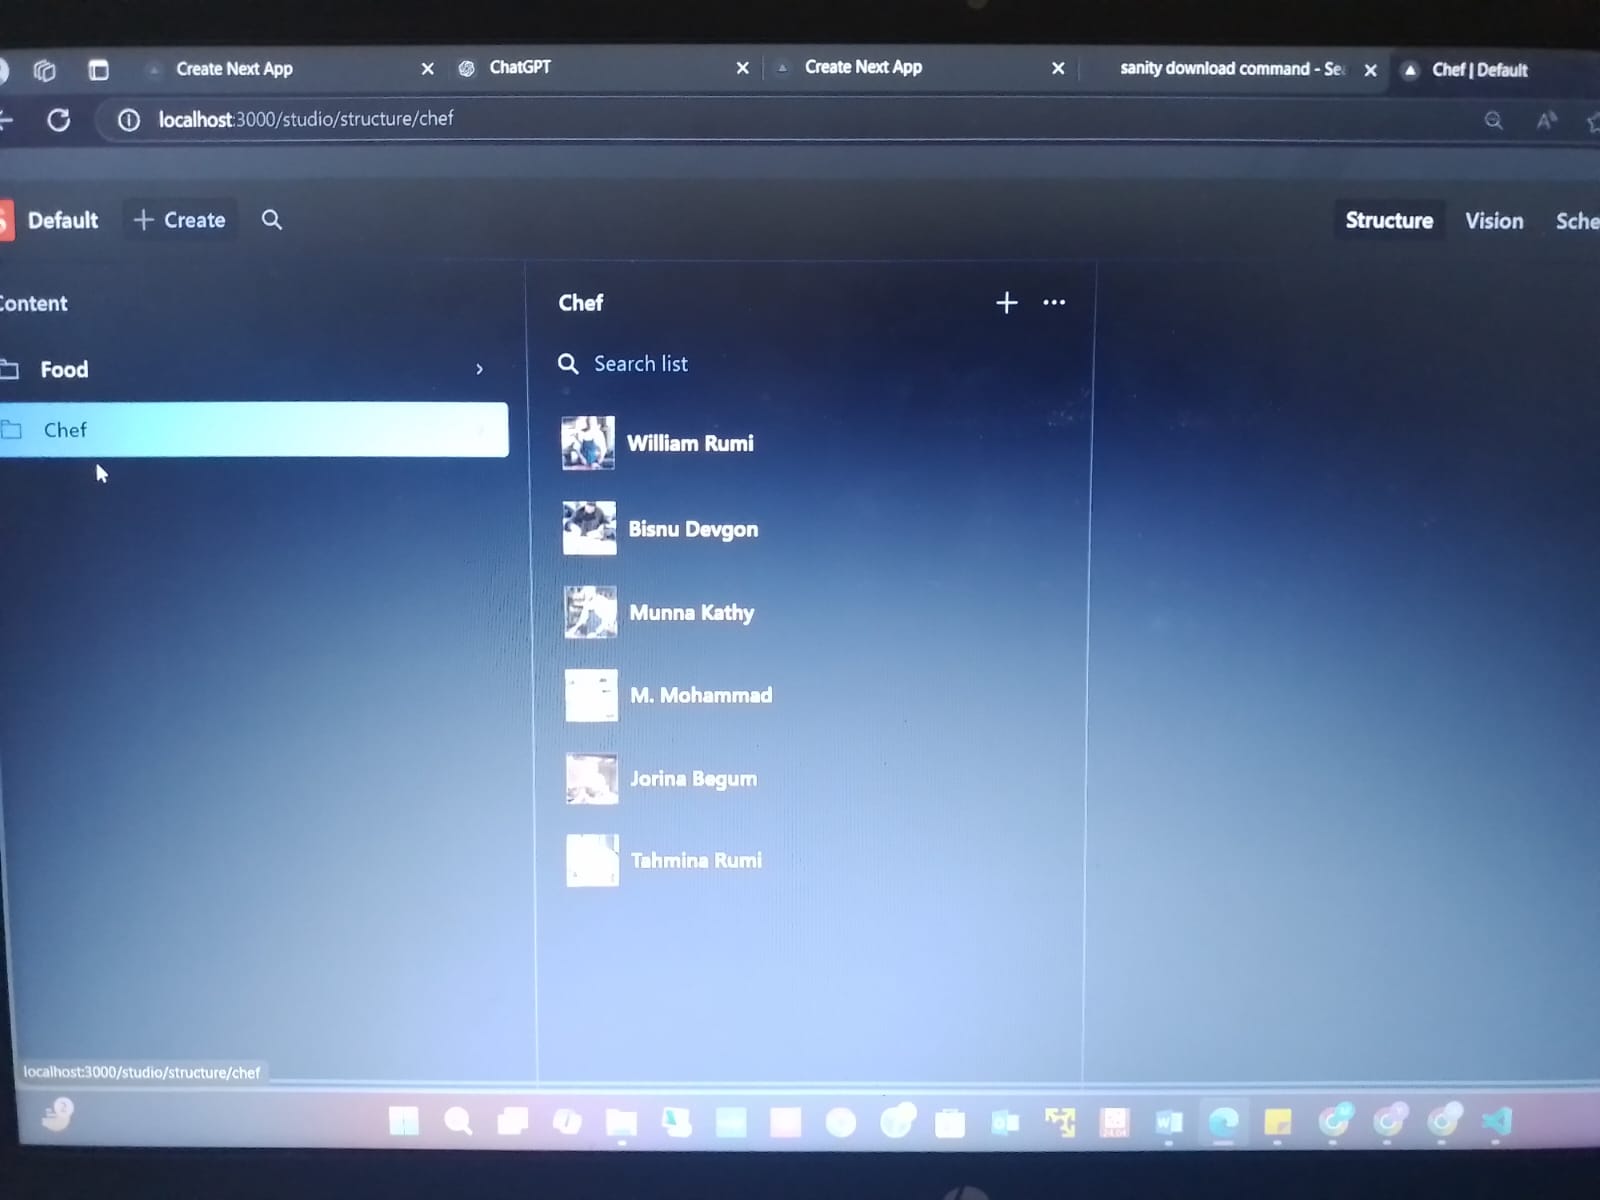 Create Next App
ChatGPT
Create Next App
sanity download command - Se
Chef | Default
localhost:3000/studio/structure/chef
Default
+ Create
Structure
Vision
Sche
Content
Food
Chef
Chef
Search list
William Rumi
Bisnu Devgon
Munna Kathy
M. Mohammad
Jorina Begum
Tahmina Rumi
localhost:3000/studio/structure/chef
2